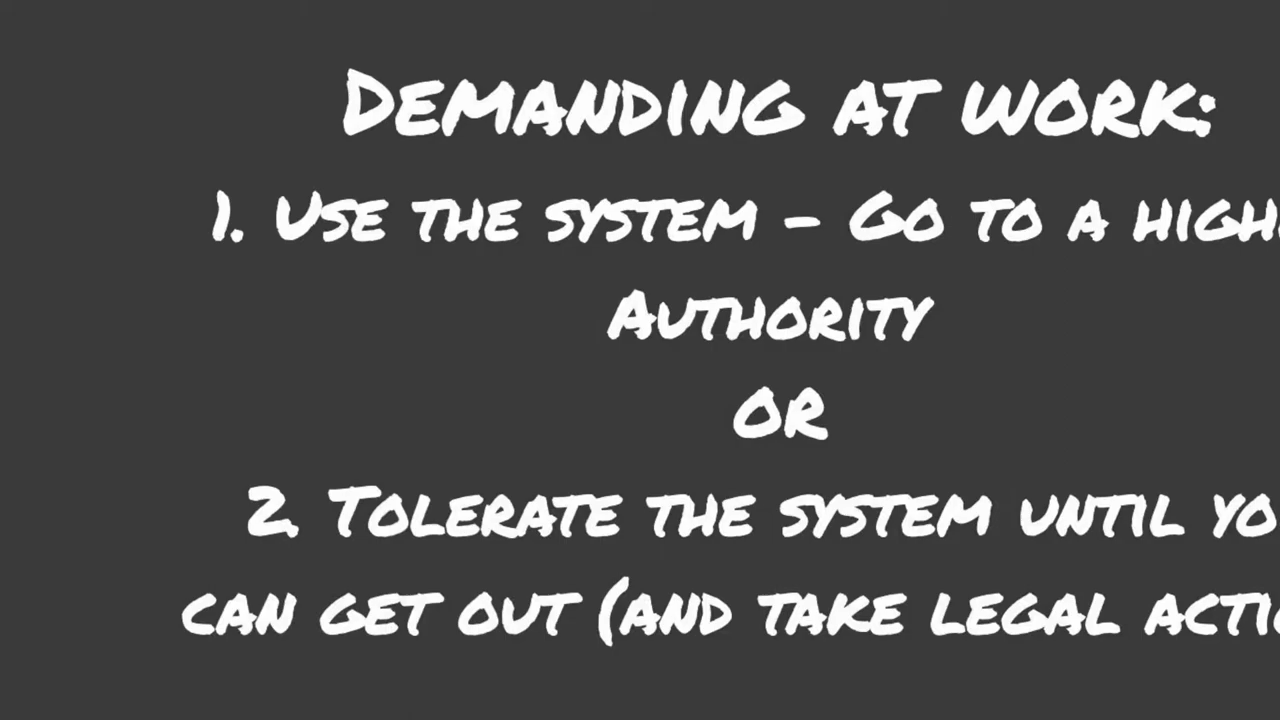 Demanding at work:
1. Use the system - Go to a high
Authority
OR
2. Tolerate the system until yo
can get out (and take legal acti